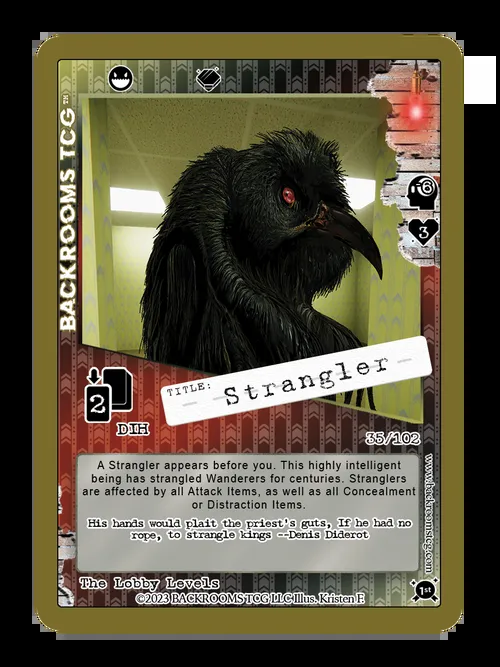 BACKROOMS TCG™
6
3
TITLE: Strangler
2
DIH
35/102
A Strangler appears before you. This highly intelligent
being has strangled Wanderers for centuries. Stranglers
are affected by all Attack Items, as well as all Concealment
or Distraction Items.
His hands would plait the priest's guts, If he had no
rope, to strangle kings --Denis Diderot
www.backroomstcg.com
The Lobby Levels
©2023 BACKROOMS TCG LLC Illus. Kristen F.
1st